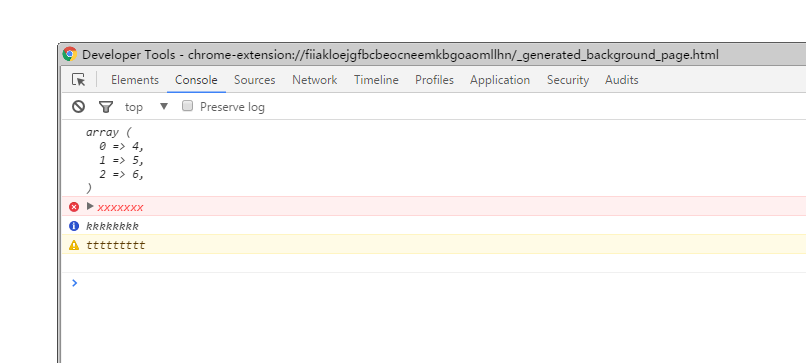 Developer Tools - chrome-extension://fiiakloejgfbcbeocneemkbgoaomllhn/_generated_background_page.html
Elements Console Sources Network Timeline Profiles Application Security Audits
top ▼ Preserve log
array (
  0 => 4,
  1 => 5,
  2 => 6,
)
xxxxxxx
kkkkkkkk
ttttttttt
>